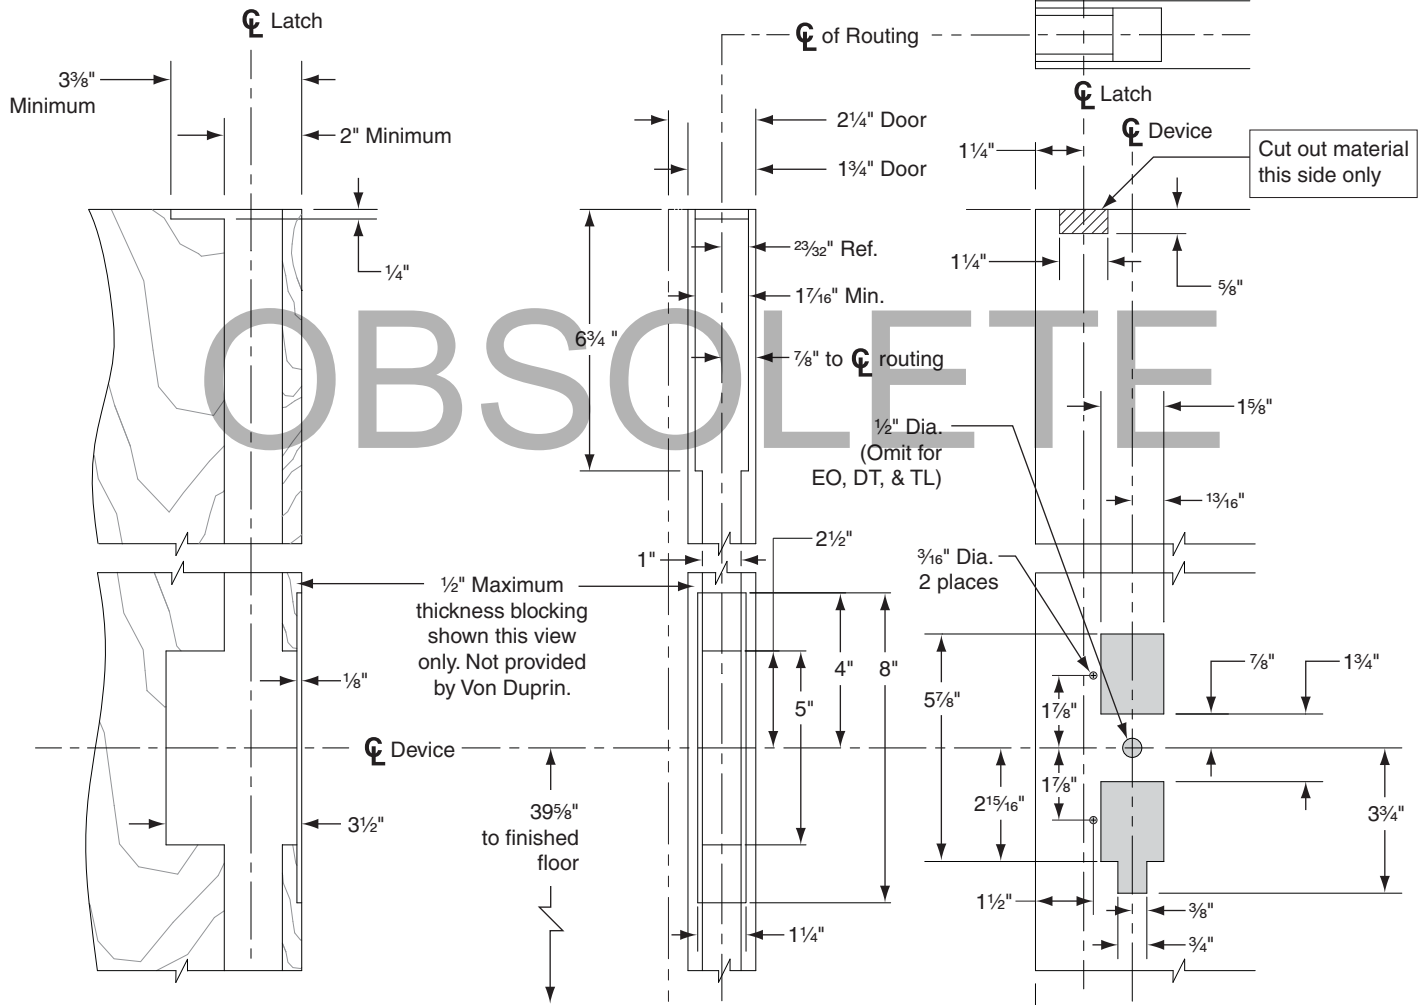 ℄ Latch
3⅜"
Minimum
2" Minimum
¼"
℄ of Routing
2¼" Door
1¾" Door
23/32" Ref.
1 7/16" Min.
6¾ "
⅞" to ℄ routing
℄ Latch
℄ Device
1¼"
Cut out material
this side only
1¼"
⅝"
OBSOLETE
1⅝"
½" Dia.
(Omit for
EO, DT, & TL)
13/16"
1"
2½"
3/16" Dia.
2 places
½" Maximum
thickness blocking
shown this view
only. Not provided
by Von Duprin.
⅛"
4"
8"
5"
5⅞"
1⅞"
⅞"
1¾"
℄ Device
1⅞"
2 15/16"
3¾"
3½"
39⅝"
to finished
floor
1½"
1¼"
⅜"
¾"